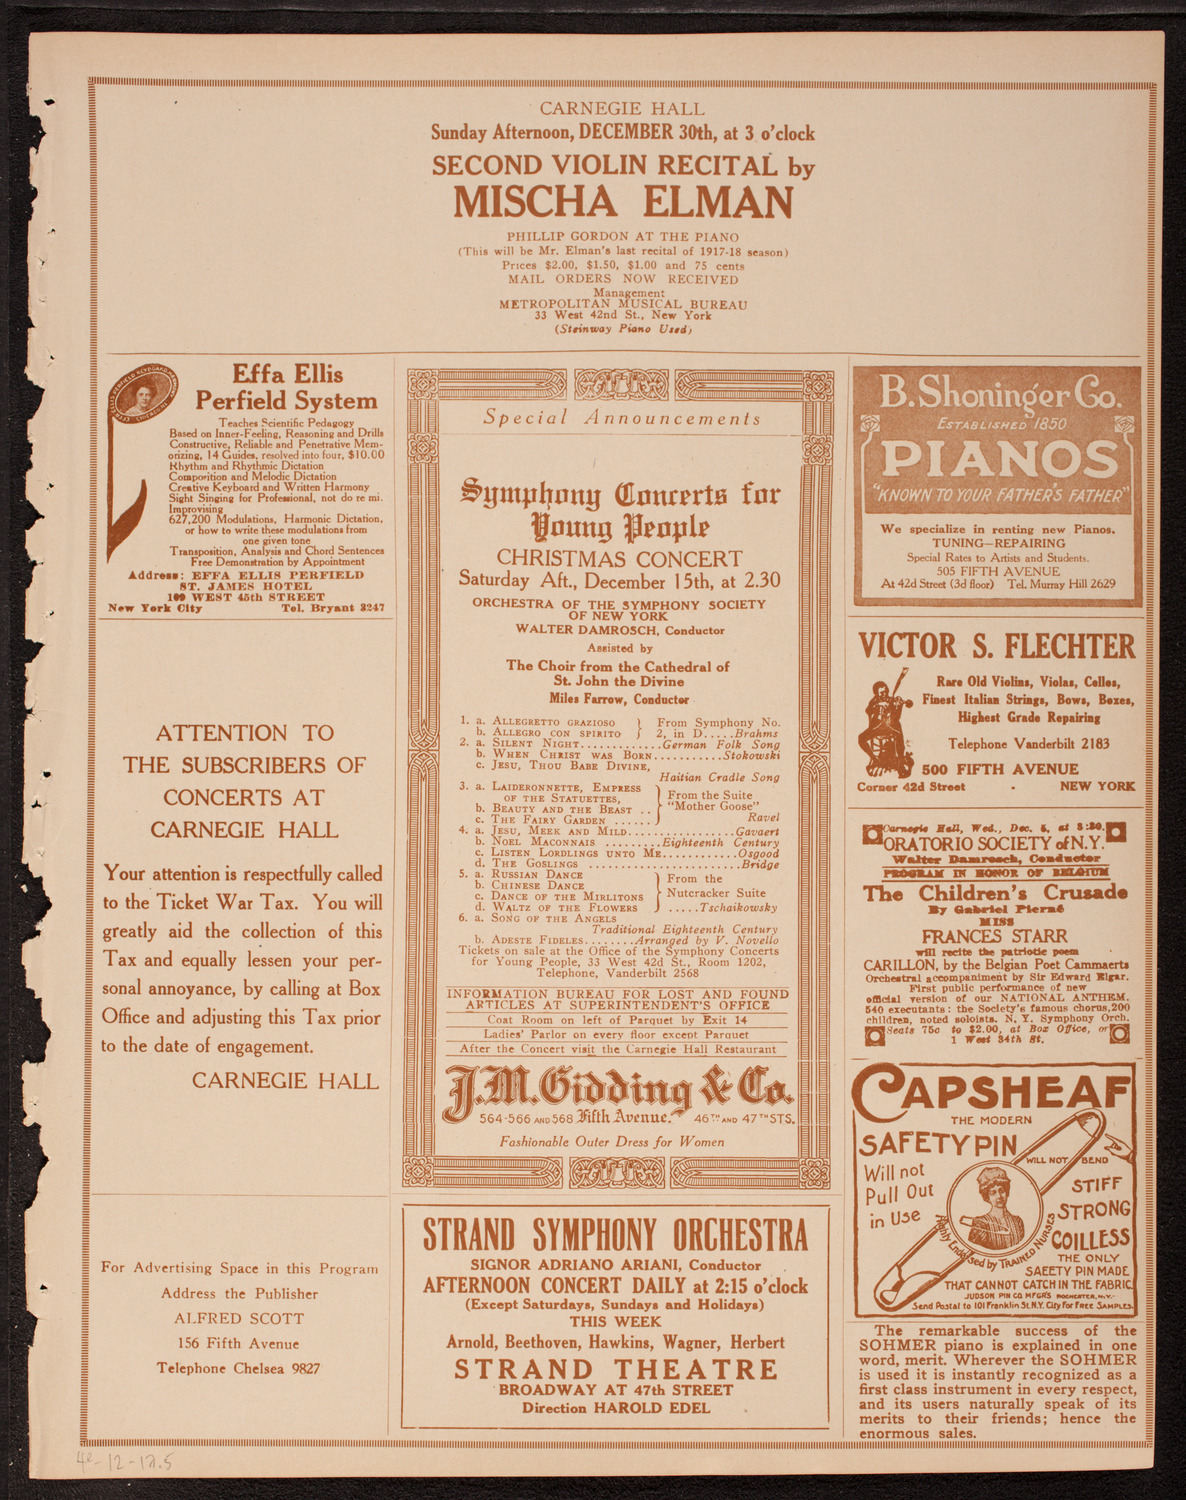 CARNEGIE HALL
Sunday Afternoon, DECEMBER 30th, at 3 o'clock
SECOND VIOLIN RECITAL by
MISCHA ELMAN
PHILLIP GORDON AT THE PIANO
(This will be Mr. Elman's last recital of 1917-18 season)
Prices $2.00, $1.50, $1.00 and 75 cents
MAIL ORDERS NOW RECEIVED
Management
METROPOLITAN MUSICAL BUREAU
33 West 42nd St., New York
(Steinway Piano Used)
Effa Ellis
Perfield System
Teaches Scientific Pedagogy
Based on Inner-Feeling, Reasoning and Drills
Constructive, Reliable and Penetrative Mem-
orizing, 14 Guides, resolved into four, $10.00
Rhythm and Rhythmic Dictation
Composition and Melodic Dictation
Creative Keyboard and Written Harmony
Sight Singing for Professional, not do re mi.
Improvising
627,200 Modulations, Harmonic Dictation,
or how to write these modulations from
one given tone
Transposition, Analysis and Chord Sentences
Free Demonstration by Appointment
Address: EFFA ELLIS PERFIELD
ST. JAMES HOTEL
109 WEST 45th STREET
New York City Tel. Bryant 3247
ATTENTION TO
THE SUBSCRIBERS OF
CONCERTS AT
CARNEGIE HALL
Your attention is respectfully called
to the Ticket War Tax. You will
greatly aid the collection of this
Tax and equally lessen your per-
sonal annoyance, by calling at Box
Office and adjusting this Tax prior
to the date of engagement.
CARNEGIE HALL
For Advertising Space in this Program
Address the Publisher
ALFRED SCOTT
156 Fifth Avenue
Telephone Chelsea 9827
Special Announcements
Symphony Concerts for
Young People
CHRISTMAS CONCERT
Saturday Aft., December 15th, at 2.30
ORCHESTRA OF THE SYMPHONY SOCIETY
OF NEW YORK
WALTER DAMROSCH, Conductor
Assisted by
The Choir from the Cathedral of
St. John the Divine
Miles Farrow, Conductor
1. a. ALLEGRETTO GRAZIOSO } From Symphony No.
b. ALLEGRO CON SPIRITO } 2, in D.....Brahms
2. a. SILENT NIGHT............German Folk Song
b. WHEN CHRIST WAS BORN..........Stokowski
c. JESU, THOU BABE DIVINE,
Haitian Cradle Song
3. a. LAIDERONNETTE, EMPRESS
OF THE STATUETTES, } From the Suite
b. BEAUTY AND THE BEAST .. } "Mother Goose"
c. THE FAIRY GARDEN ...... } Ravel
4. a. JESU, MEEK AND MILD................Gavaert
b. NOEL MACONNAIS .........Eighteenth Century
c. LISTEN LORDLINGS UNTO ME...........Osgood
d. THE GOSLINGS .......................Bridge
5. a. RUSSIAN DANCE } From the
b. CHINESE DANCE
c. DANCE OF THE MIRLITONS } Nutcracker Suite
d. WALTZ OF THE FLOWERS } .....Tschaikowsky
6. a. SONG OF THE ANGELS
Traditional Eighteenth Century
b. ADESTE FIDELES........Arranged by V. Novello
Tickets on sale at the Office of the Symphony Concerts
for Young People, 33 West 42d St., Room 1202,
Telephone, Vanderbilt 2568
INFORMATION BUREAU FOR LOST AND FOUND
ARTICLES AT SUPERINTENDENT'S OFFICE
Coat Room on left of Parquet by Exit 14
Ladies' Parlor on every floor except Parquet
After the Concert visit the Carnegie Hall Restaurant
J.M. Gidding & Co.
564-566 AND 568 Fifth Avenue. 46TH AND 47TH STS.
Fashionable Outer Dress for Women
STRAND SYMPHONY ORCHESTRA
SIGNOR ADRIANO ARIANI, Conductor
AFTERNOON CONCERT DAILY at 2:15 o'clock
(Except Saturdays, Sundays and Holidays)
THIS WEEK
Arnold, Beethoven, Hawkins, Wagner, Herbert
STRAND THEATRE
BROADWAY AT 47th STREET
Direction HAROLD EDEL
B. Shoninger Co.
ESTABLISHED 1850
PIANOS
"KNOWN TO YOUR FATHER'S FATHER"
We specialize in renting new Pianos.
TUNING—REPAIRING
Special Rates to Artists and Students.
505 FIFTH AVENUE
At 42d Street (3d floor) Tel. Murray Hill 2629
VICTOR S. FLECHTER
Rare Old Violins, Violas, Cellos,
Finest Italian Strings, Bows, Boxes,
Highest Grade Repairing
Telephone Vanderbilt 2183
500 FIFTH AVENUE
Corner 42d Street - NEW YORK
Carnegie Hall, Wed., Dec. 5, at 8:30.
ORATORIO SOCIETY of N.Y.
Walter Damrosch, Conductor
PROGRAM IN HONOR OF BELGIUM
The Children's Crusade
By Gabriel Pierné
MISS
FRANCES STARR
will recite the patriotic poem
CARILLON, by the Belgian Poet Cammaerts
Orchestral accompaniment by Sir Edward Elgar.
First public performance of new
official version of our NATIONAL ANTHEM.
540 executants: the Society's famous chorus, 200
children, noted soloists, N. Y. Symphony Orch.
Seats 75c to $2.00, at Box Office, or
1 West 34th St.
CAPSHEAF
THE MODERN
SAFETY PIN
WILL NOT BEND
Will not
Pull Out
in Use
STIFF
STRONG
COILLESS
Highly Endorsed by TRAINED NURSES
THE ONLY
SAFETY PIN MADE
THAT CANNOT CATCH IN THE FABRIC.
JUDSON PIN CO. MFGRS. ROCHESTER, N.Y.
Send Postal to 101 Franklin St. N.Y. City for FREE SAMPLES.
The remarkable success of the
SOHMER piano is explained in one
word, merit. Wherever the SOHMER
is used it is instantly recognized as a
first class instrument in every respect,
and its users naturally speak of its
merits to their friends; hence the
enormous sales.